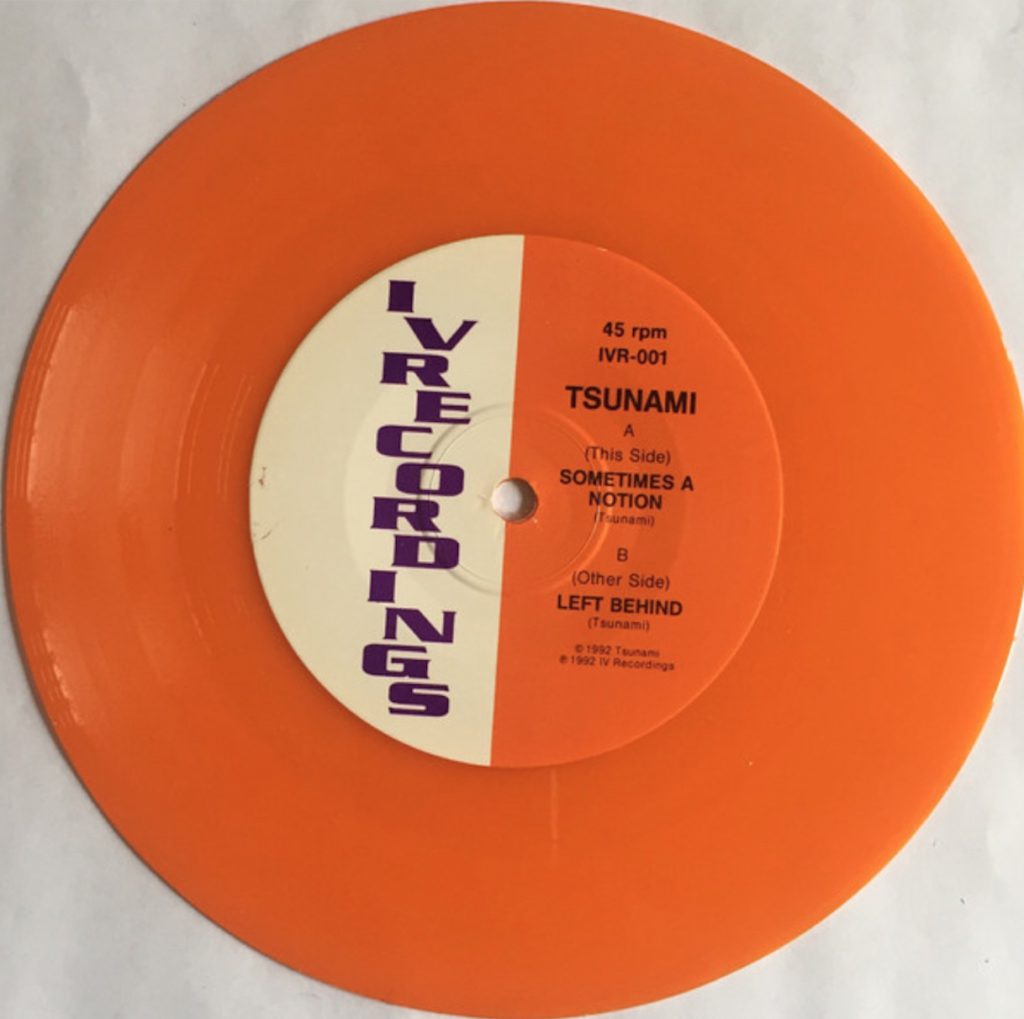 IV RECORDINGS
45 rpm
IVR-001
TSUNAMI
A
(This Side)
SOMETIMES A
NOTION
(Tsunami)
B
(Other Side)
LEFT BEHIND
(Tsunami)
© 1992 Tsunami
℗ 1992 IV Recordings